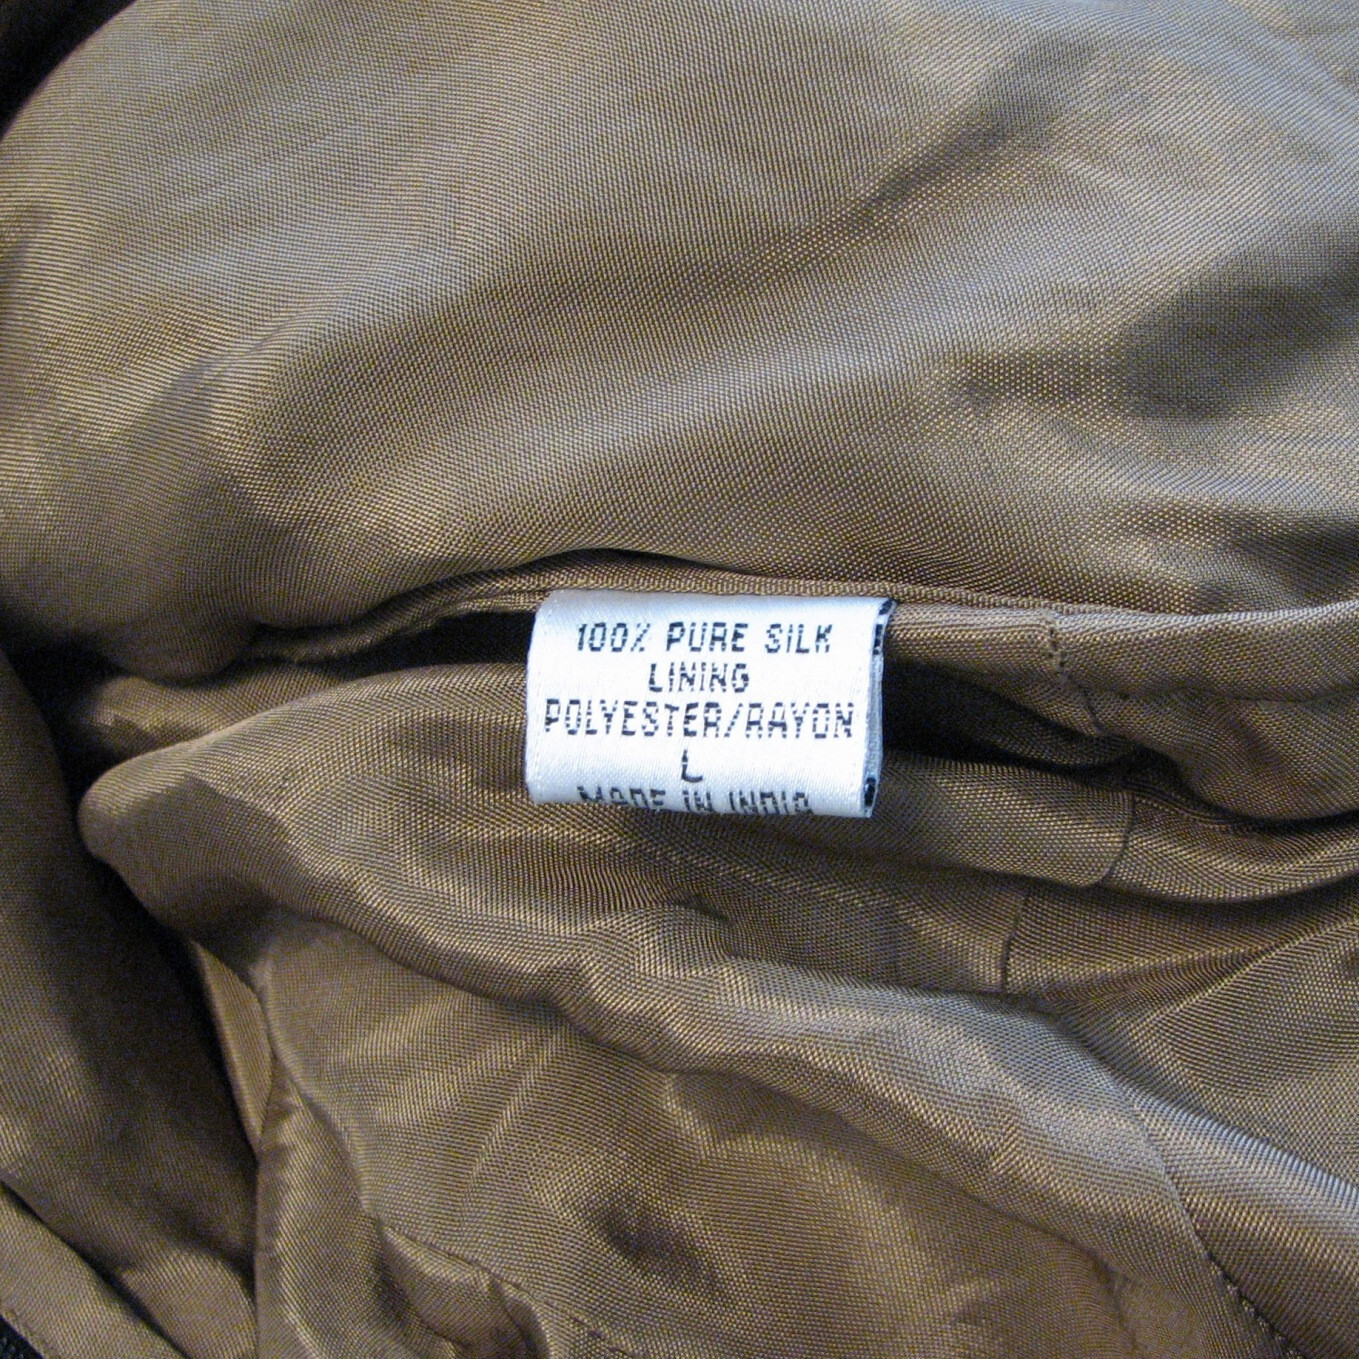 100% PURE SILK
LINING
POLYESTER/RAYON
L
MADE IN INDIA